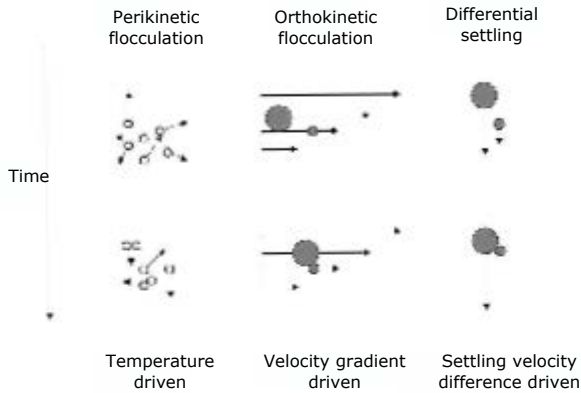 Perikinetic
flocculation
Orthokinetic
flocculation
Differential
settling
Time
Temperature
driven
Velocity gradient
driven
Settling velocity
difference driven